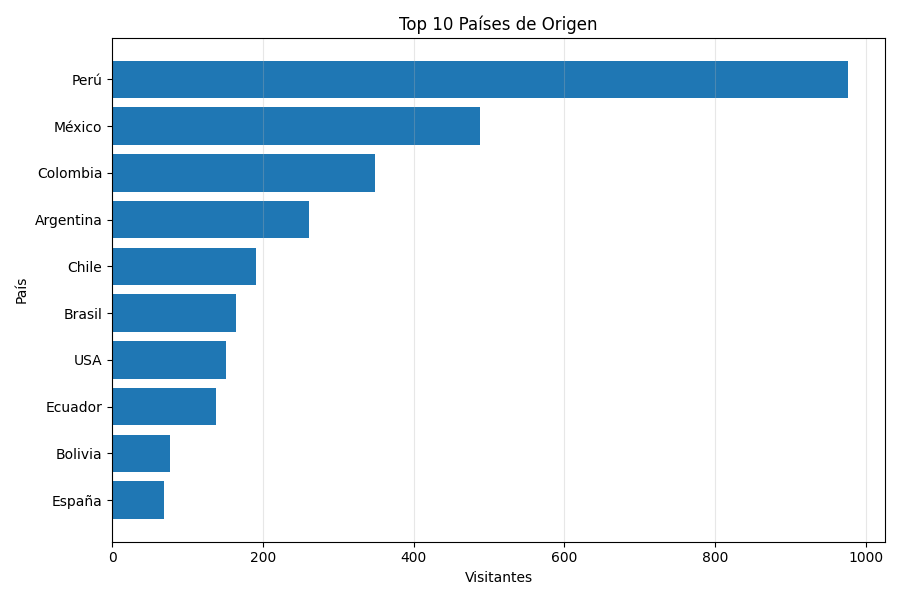 Top 10 Países de Origen
País
Perú
México
Colombia
Argentina
Chile
Brasil
USA
Ecuador
Bolivia
España
0 200 400 600 800 1000
Visitantes